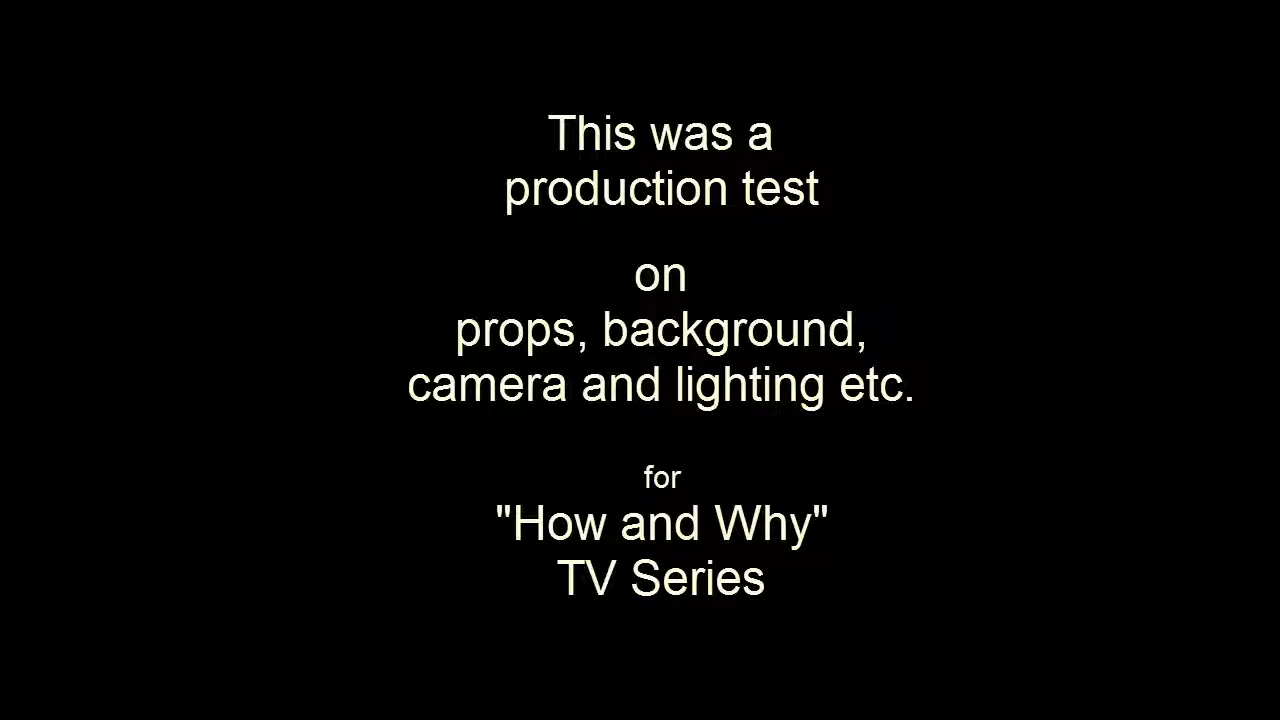 This was a
production test
on
props, background,
camera and lighting etc.
for
"How and Why"
TV Series